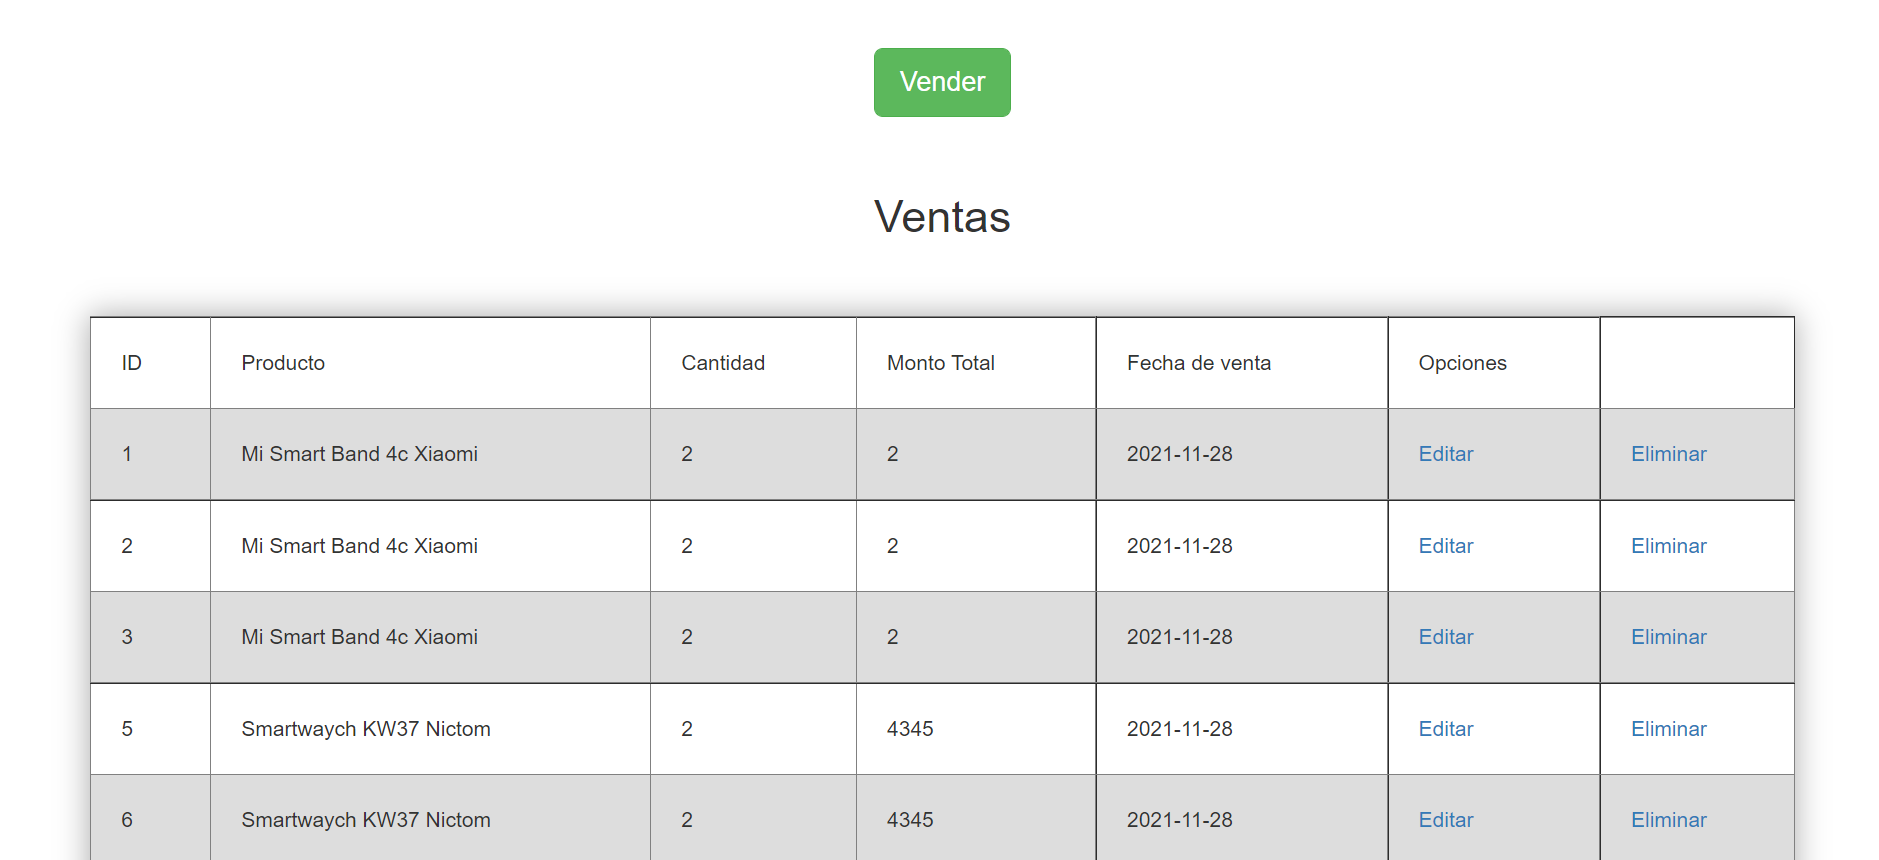 Vender
Ventas
ID Producto Cantidad Monto Total Fecha de venta Opciones
1 Mi Smart Band 4c Xiaomi 2 2 2021-11-28 Editar Eliminar
2 Mi Smart Band 4c Xiaomi 2 2 2021-11-28 Editar Eliminar
3 Mi Smart Band 4c Xiaomi 2 2 2021-11-28 Editar Eliminar
5 Smartwaych KW37 Nictom 2 4345 2021-11-28 Editar Eliminar
6 Smartwaych KW37 Nictom 2 4345 2021-11-28 Editar Eliminar